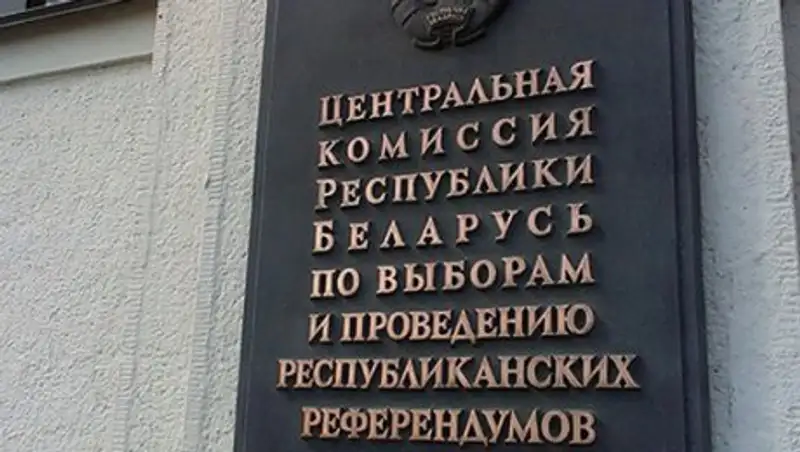 ЦЕНТРАЛЬНАЯ
КОМИССИЯ
РЕСПУБЛИКИ
БЕЛАРУСЬ
ПО ВЫБОРАМ
И ПРОВЕДЕНИЮ
РЕСПУБЛИКАНСКИХ
РЕФЕРЕНДУМОВ